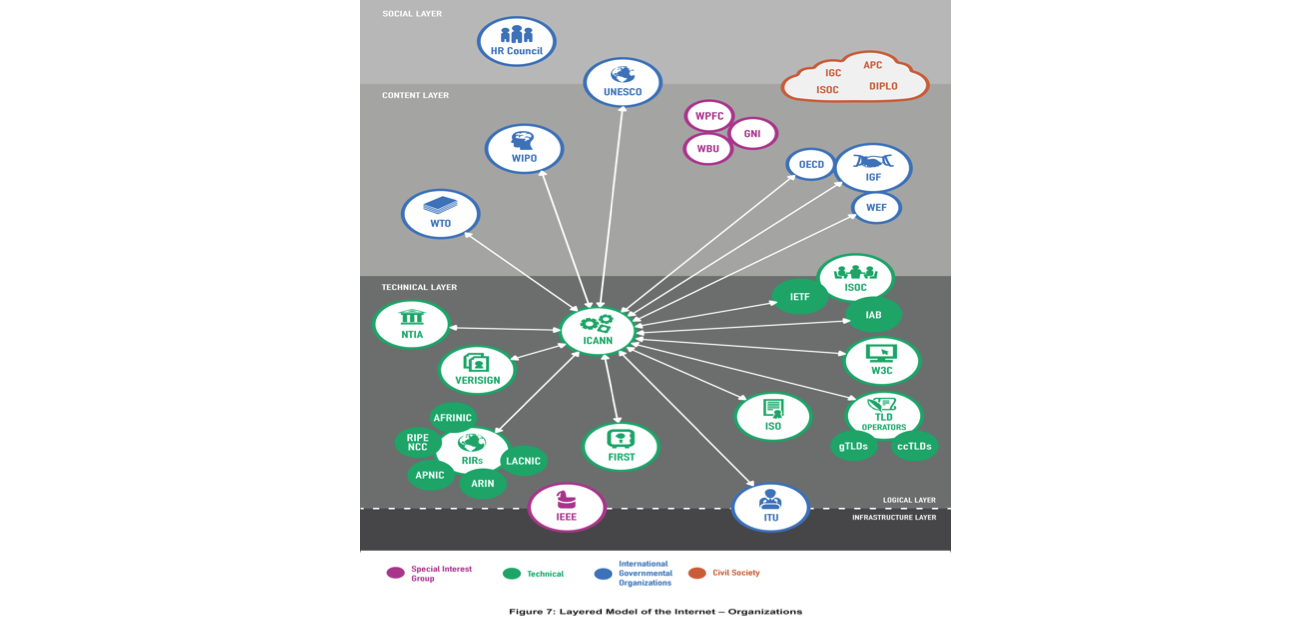 SOCIAL LAYER
HR Council
UNESCO
APC
IGC
ISOC
DIPLO
CONTENT LAYER
WPFC
GNI
WBU
WIPO
OECD
IGF
WEF
WTO
TECHNICAL LAYER
ISOC
IETF
IAB
NTIA
ICANN
W3C
VERISIGN
TLD
OPERATORS
gTLDs
ccTLDs
ISO
AFRINIC
RIPE
NCC
RIRs
LACNIC
APNIC
ARIN
FIRST
IEEE
ITU
LOGICAL LAYER
INFRASTRUCTURE LAYER
Special Interest
Group
Technical
International
Governmental
Organizations
Civil Society
Figure 7: Layered Model of the Internet – Organizations